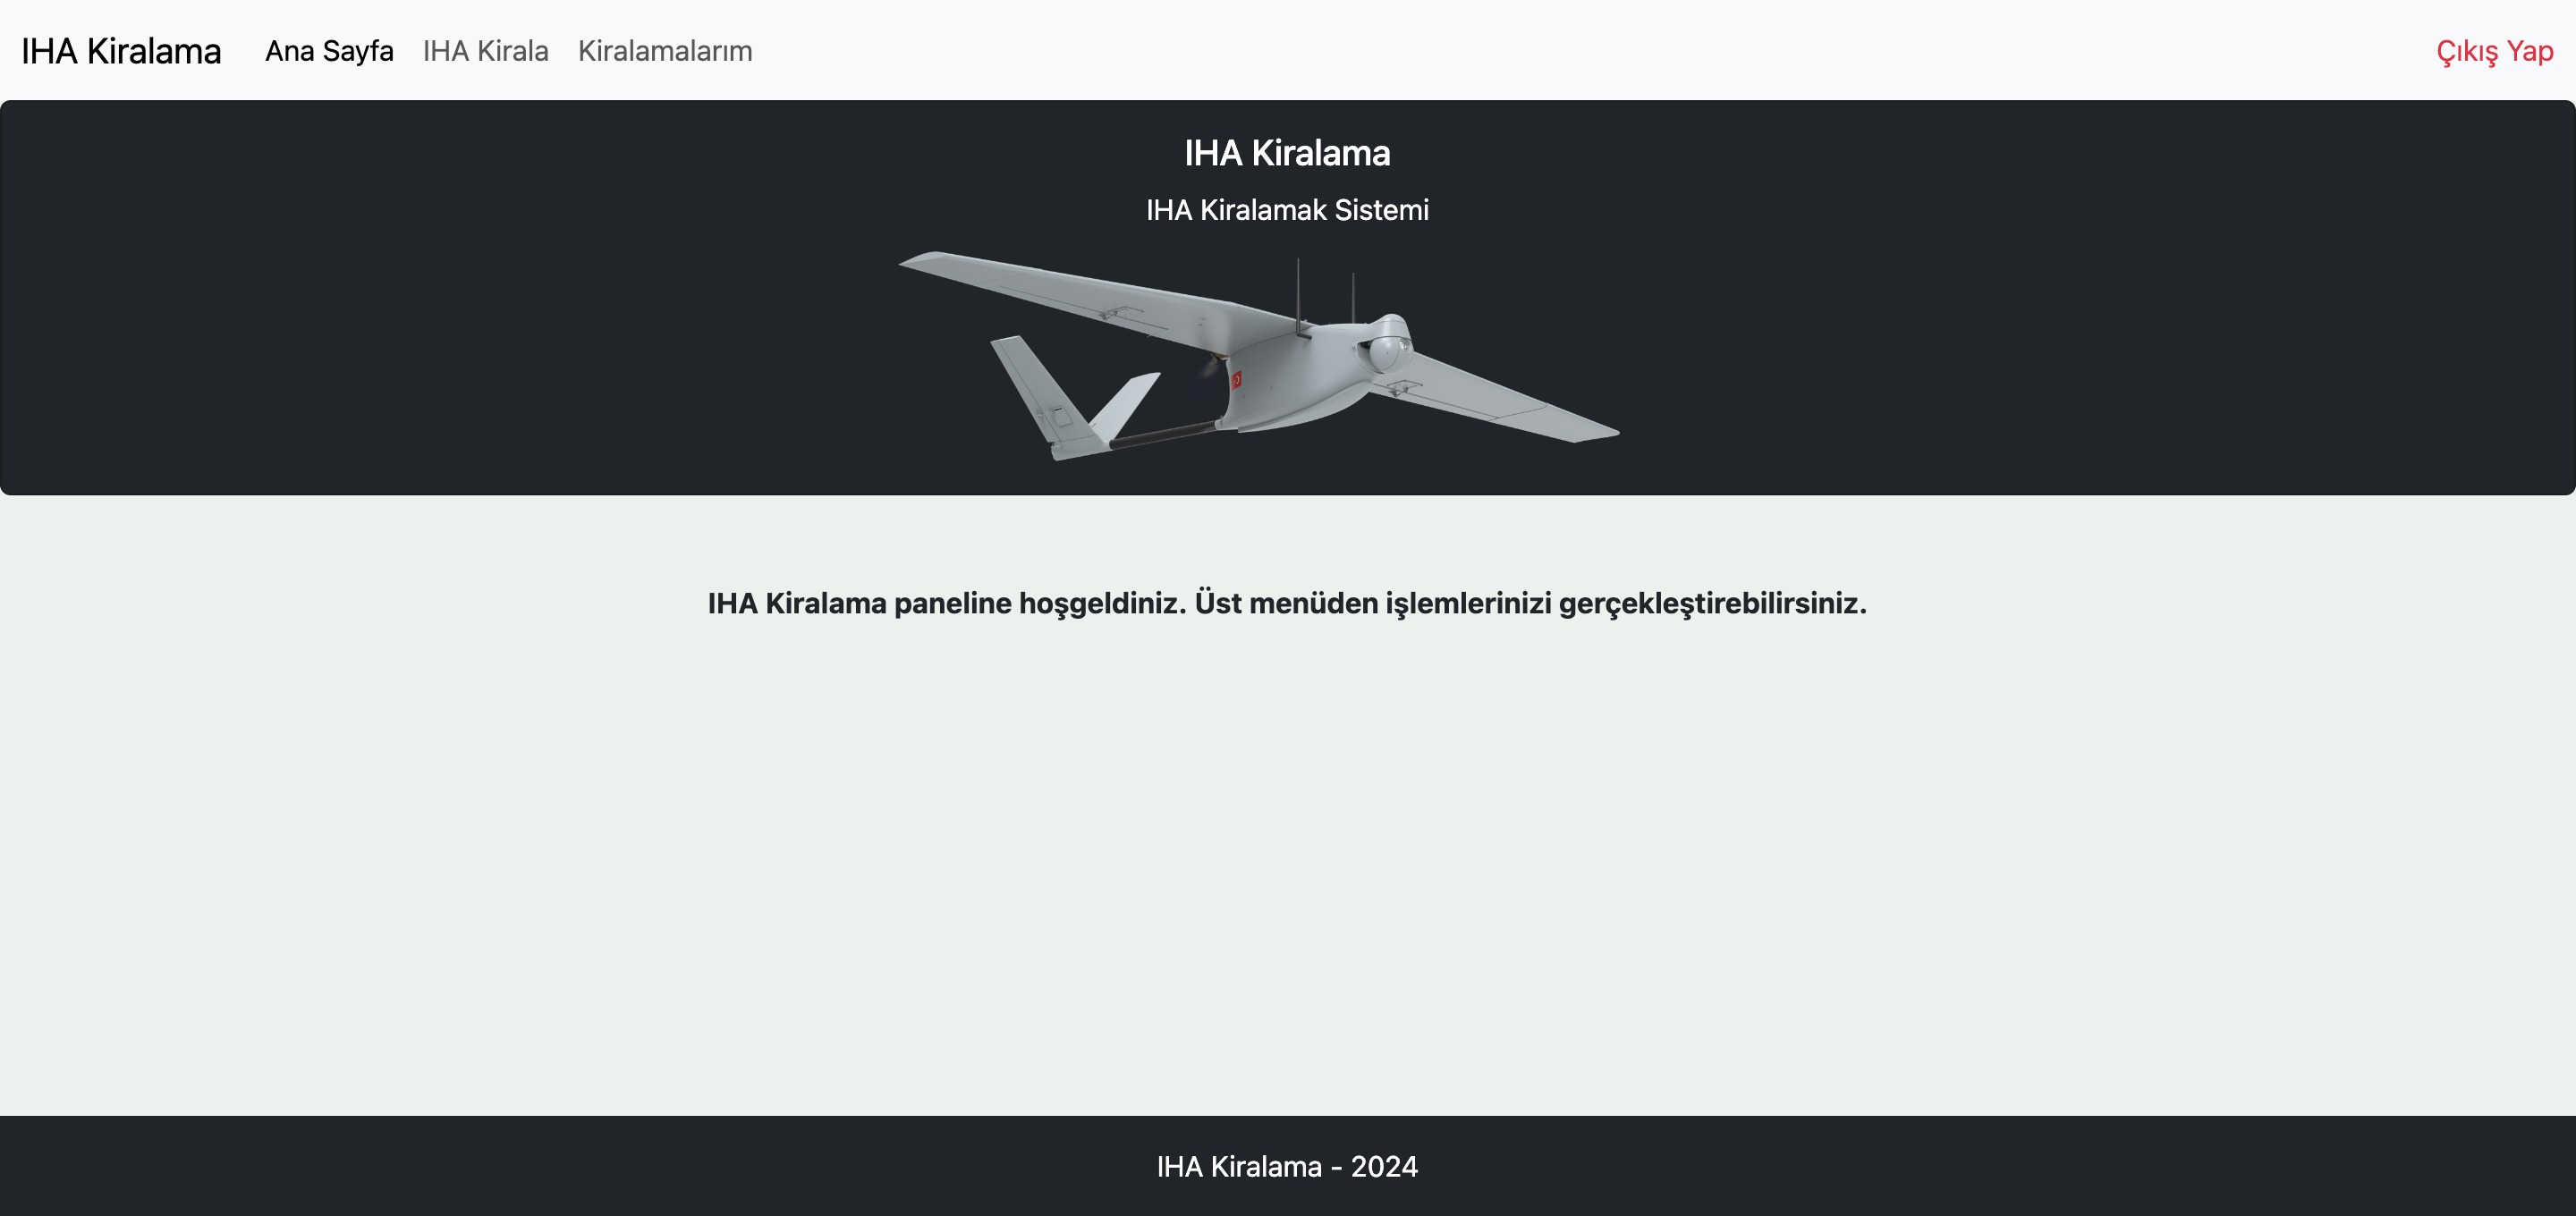 IHA Kiralama Ana Sayfa IHA Kirala Kiralamalarım Çıkış Yap
IHA Kiralama
IHA Kiralamak Sistemi
IHA Kiralama paneline hoşgeldiniz. Üst menüden işlemlerinizi gerçekleştirebilirsiniz.
IHA Kiralama - 2024